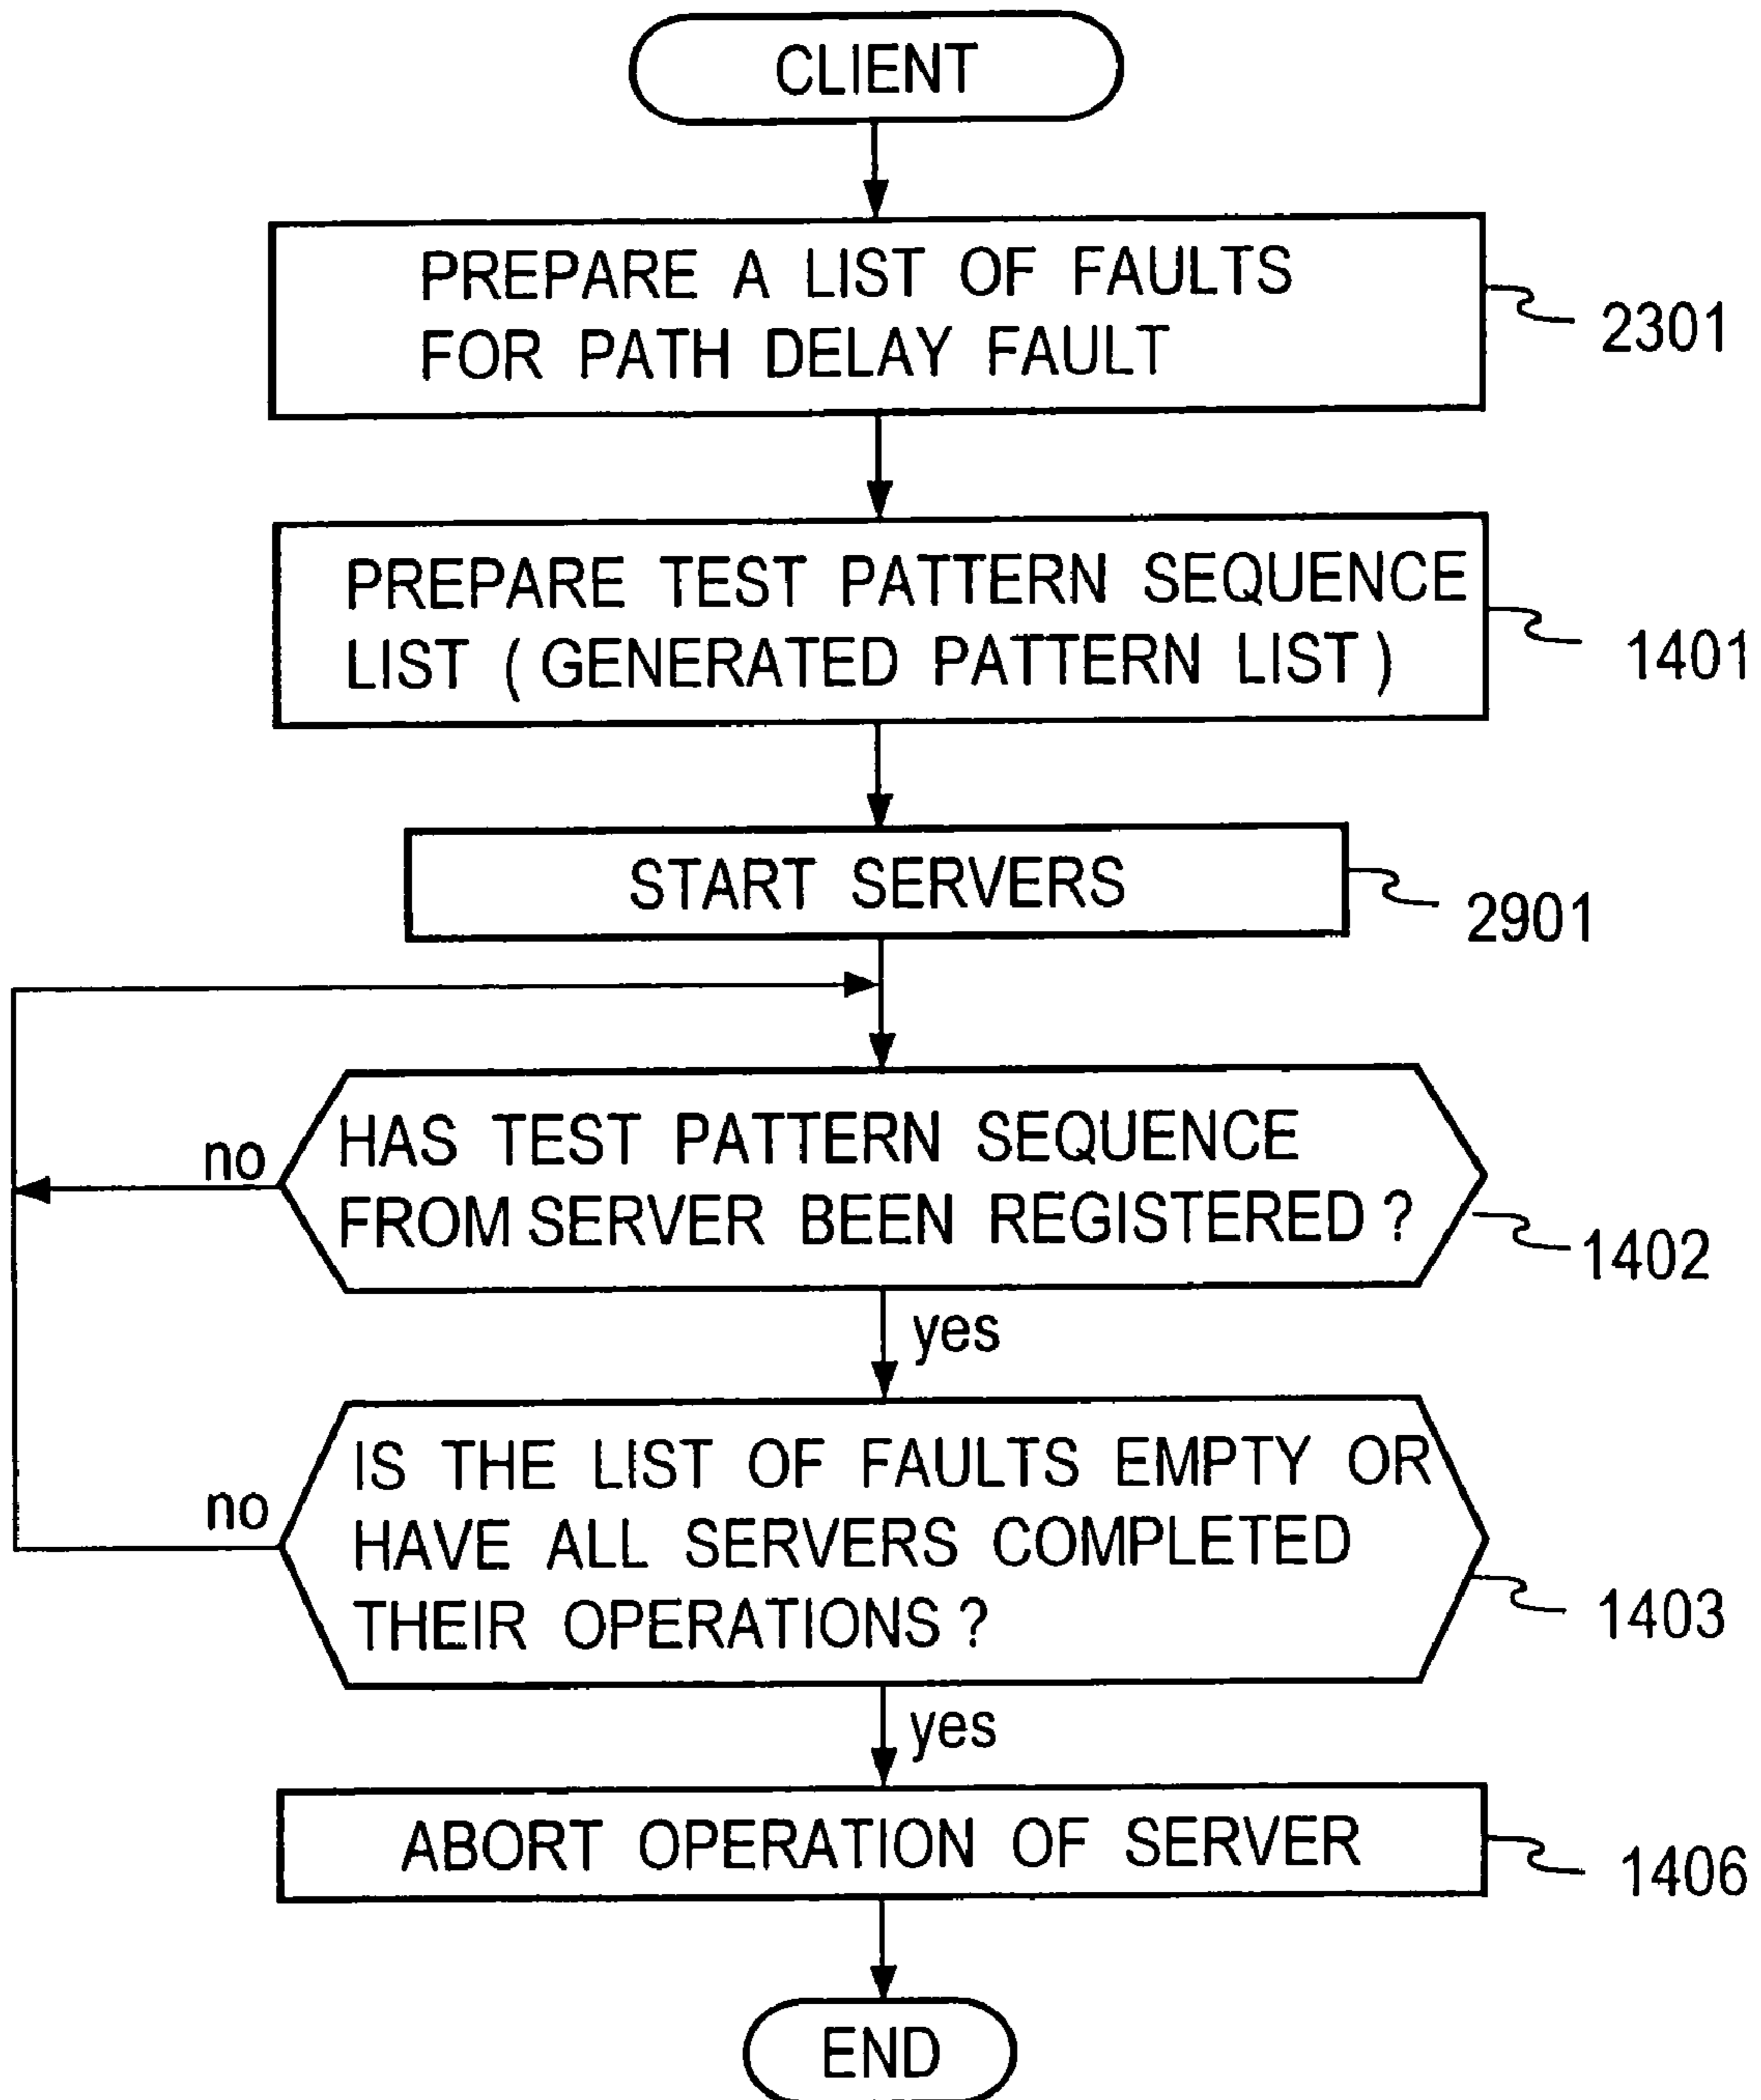 CLIENT
PREPARE A LIST OF FAULTS
FOR PATH DELAY FAULT
2301
PREPARE TEST PATTERN SEQUENCE
LIST (GENERATED PATTERN LIST)
1401
START SERVERS
2901
HAS TEST PATTERN SEQUENCE
FROM SERVER BEEN REGISTERED?
no
1402
yes
IS THE LIST OF FAULTS EMPTY OR
HAVE ALL SERVERS COMPLETED
THEIR OPERATIONS?
no
1403
yes
ABORT OPERATION OF SERVER
1406
END